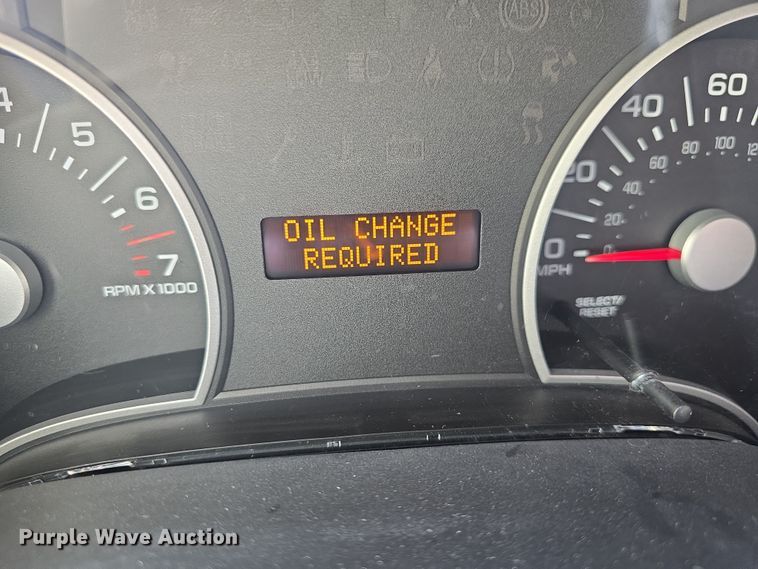 ABS
4
5
6
7
RPM X 1000
OIL CHANGE
REQUIRED
0
20
40
60
0
20
40
60
80
100
MPH
SELECT/
RESET
Purple Wave Auction